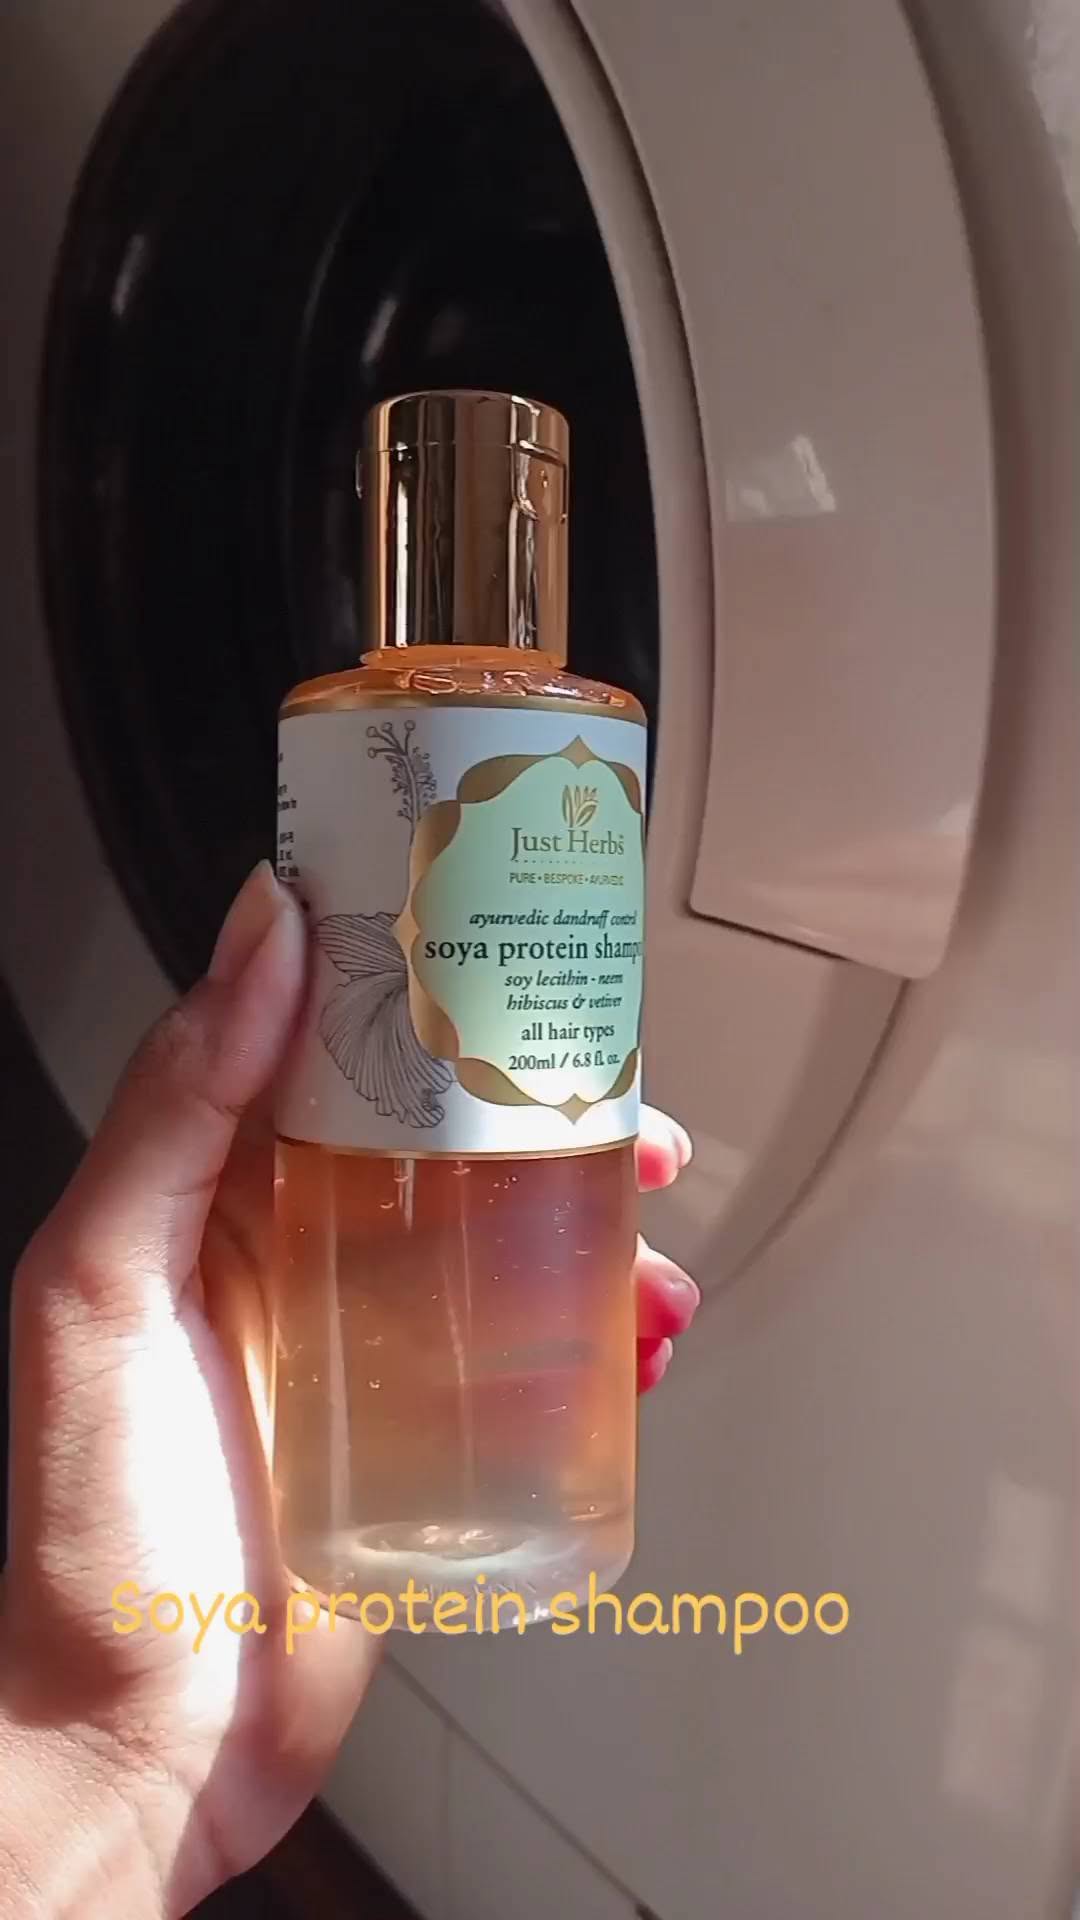 Just Herbs
PURE • BESPOKE • AYURVEDIC
ayurvedic dandruff control
soya protein shampo
soy lecithin - neem
hibiscus & vetiver
all hair types
200ml / 6.8 fl. oz.
Soya protein shampoo